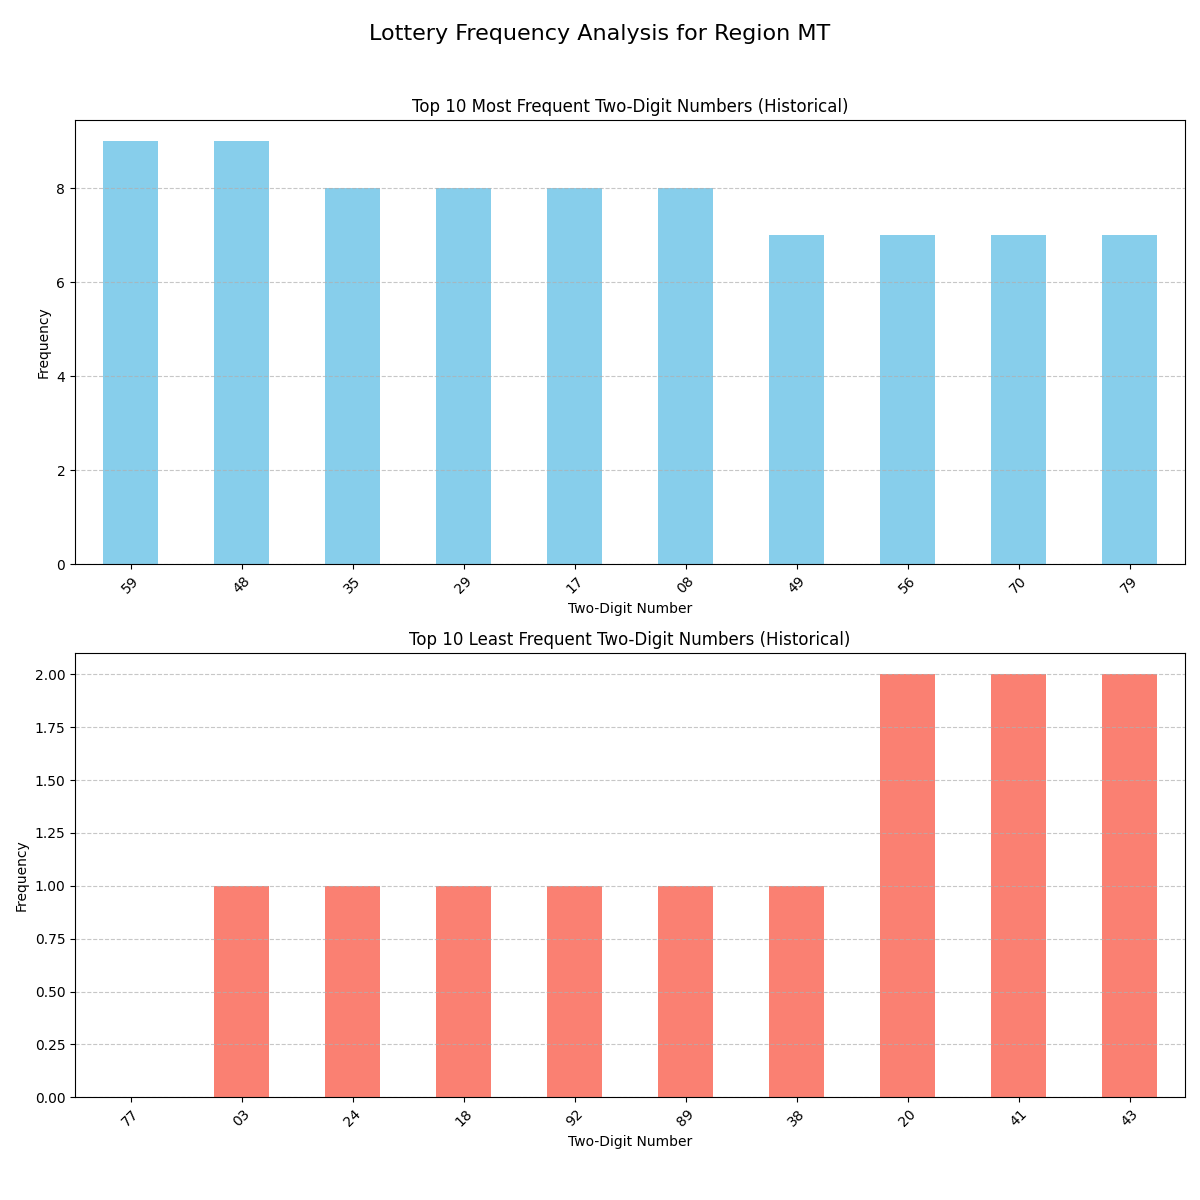 Lottery Frequency Analysis for Region MT
Top 10 Most Frequent Two-Digit Numbers (Historical)
Frequency
8
6
4
2
0
59 48 35 29 17 08 49 56 70 79
Two-Digit Number
Top 10 Least Frequent Two-Digit Numbers (Historical)
Frequency
2.00
1.75
1.50
1.25
1.00
0.75
0.50
0.25
0.00
77 03 24 18 92 89 38 20 41 43
Two-Digit Number